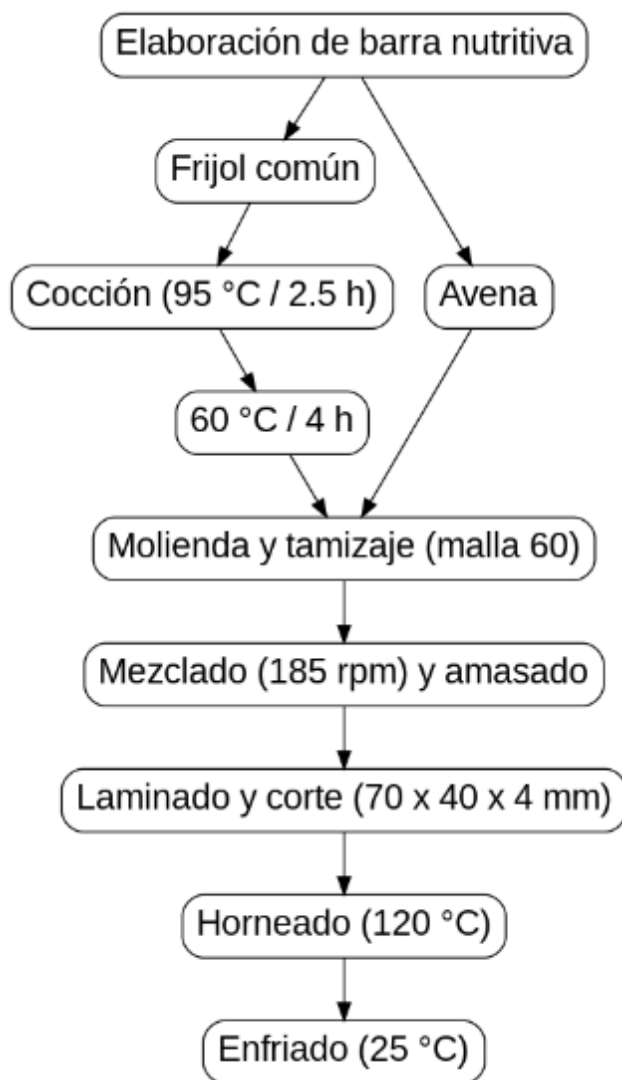 Elaboración de barra nutritiva
Frijol común
Cocción (95 °C / 2.5 h)
Avena
60 °C / 4 h
Molienda y tamizaje (malla 60)
Mezclado (185 rpm) y amasado
Laminado y corte (70 x 40 x 4 mm)
Horneado (120 °C)
Enfriado (25 °C)